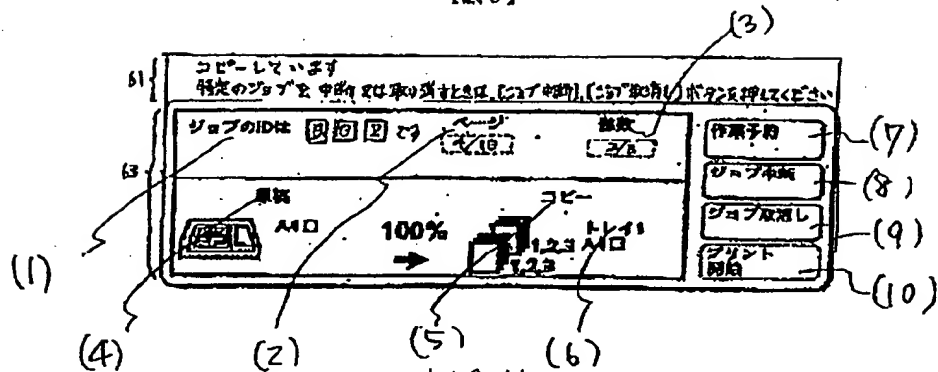 (3)
コピーしています
特定のジョブを中断又は取り消すときは、[ジョブ中断]、[ジョブ取消し]ボタンを押してください
61
63
ジョブのIDは
です
ページ
部数
作業予約
(7)
ジョブ中断
(8)
ジョブ取消し
(9)
プリント
開始
(10)
原稿
A4
100%
コピー
1,2,3
1,2,3
トレイ1
A4
(1)
(4)
(2)
(5)
(6)